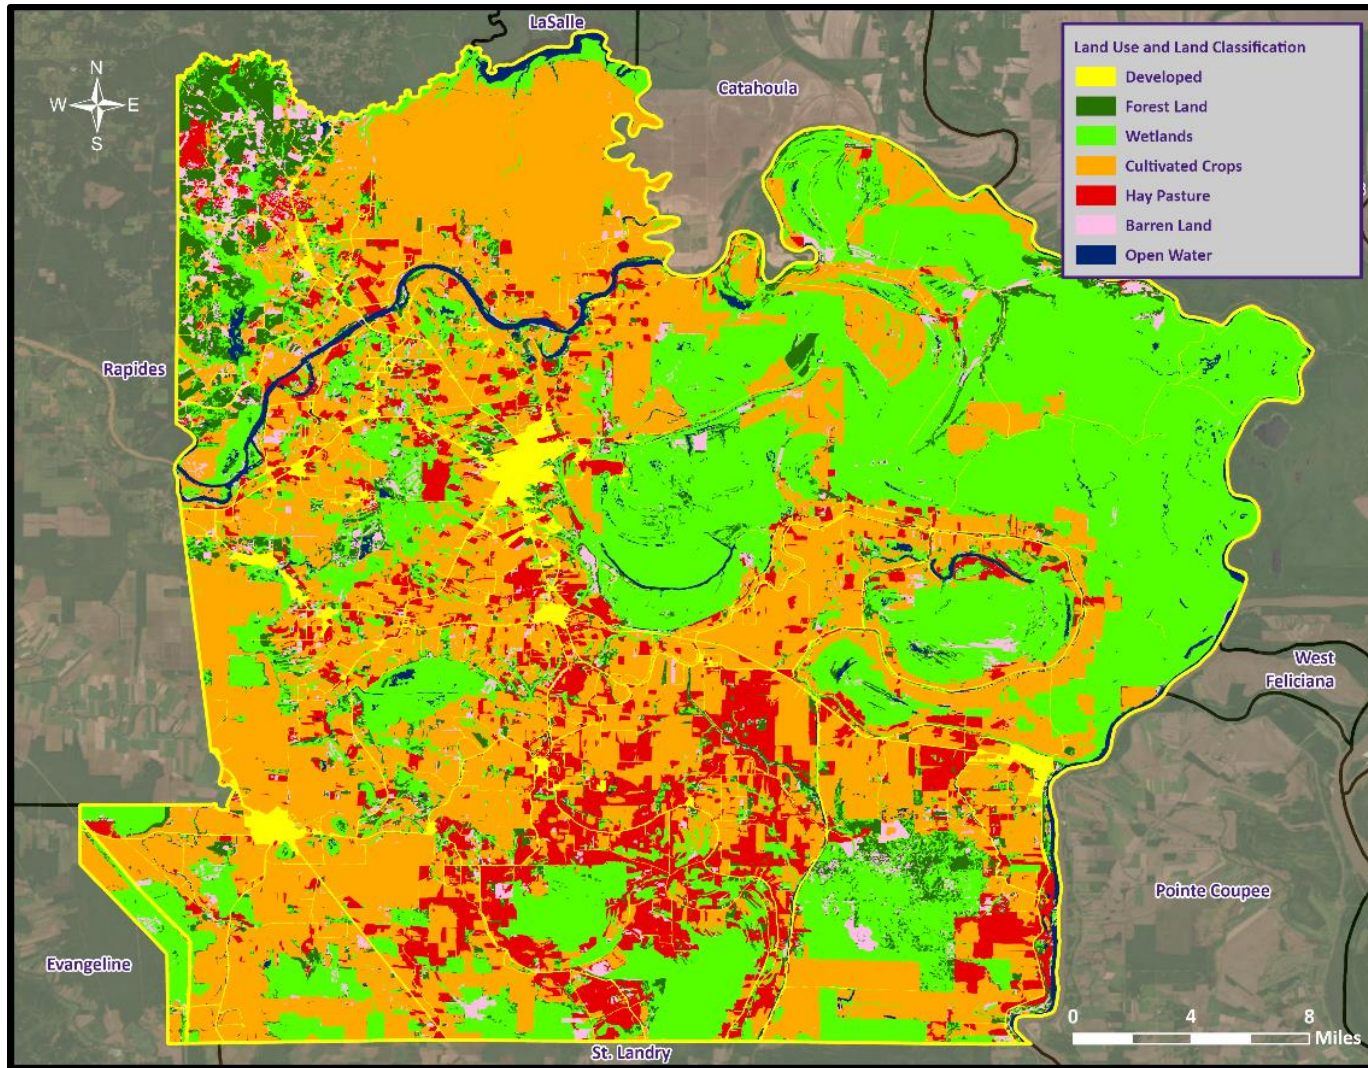 LaSalle
Catahoula
N
W E
S
Land Use and Land Classification
Developed
Forest Land
Wetlands
Cultivated Crops
Hay Pasture
Barren Land
Open Water
Rapides
West
Feliciana
Pointe Coupee
Evangeline
St. Landry
0 4 8
Miles